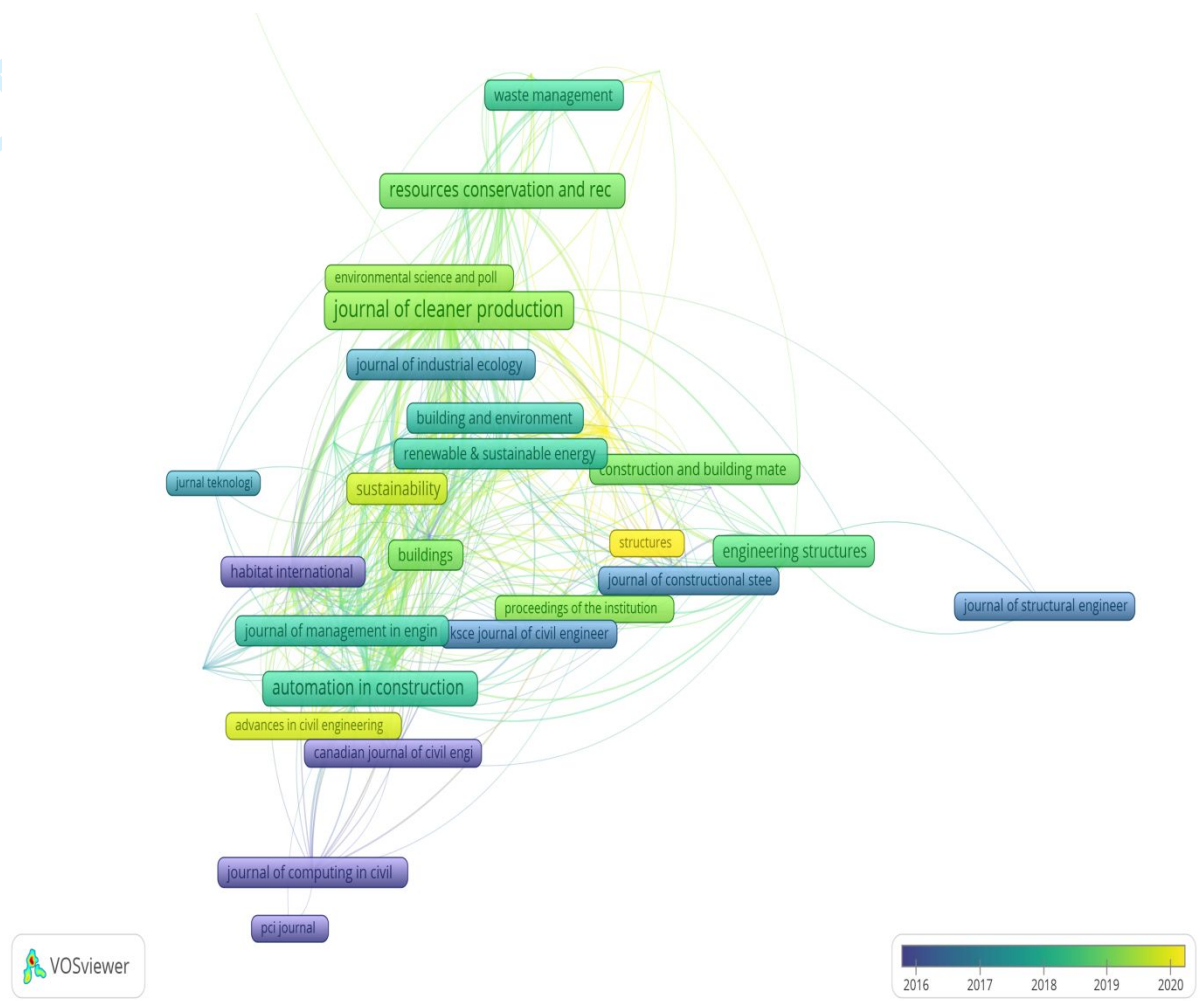 waste management
resources conservation and rec
environmental science and poll
journal of cleaner production
journal of industrial ecology
building and environment
renewable & sustainable energy
construction and building mate
jurnal teknologi
sustainability
structures
engineering structures
buildings
habitat international
journal of constructional stee
journal of structural engineer
proceedings of the institution
journal of management in engin
ksce journal of civil engineer
automation in construction
advances in civil engineering
canadian journal of civil engi
journal of computing in civil
pci journal
VOSviewer
2016 2017 2018 2019 2020